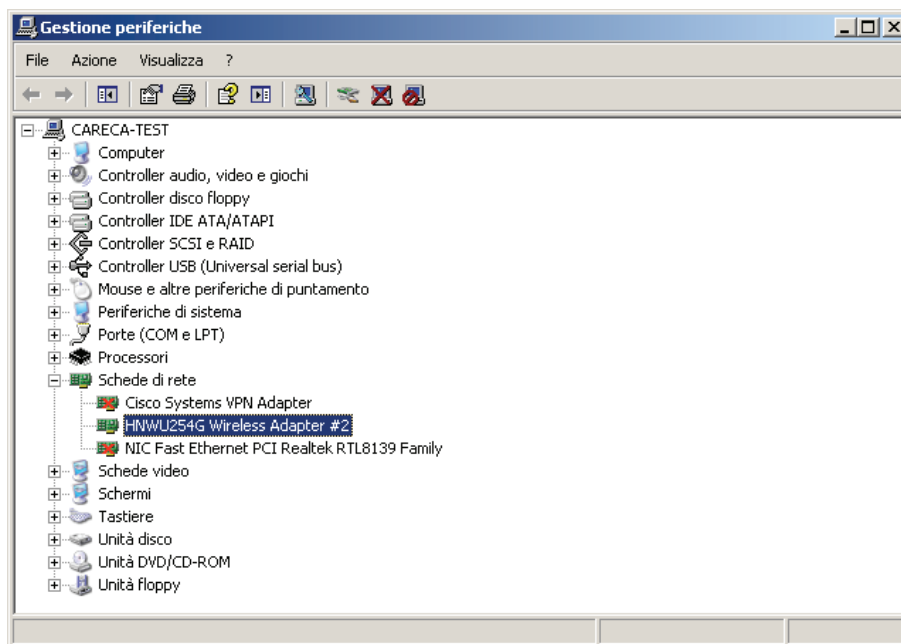 Gestione periferiche
File Azione Visualizza ?
CARECA-TEST
Computer
Controller audio, video e giochi
Controller disco floppy
Controller IDE ATA/ATAPI
Controller SCSI e RAID
Controller USB (Universal serial bus)
Mouse e altre periferiche di puntamento
Periferiche di sistema
Porte (COM e LPT)
Processori
Schede di rete
Cisco Systems VPN Adapter
HNWU254G Wireless Adapter #2
NIC Fast Ethernet PCI Realtek RTL8139 Family
Schede video
Schermi
Tastiere
Unità disco
Unità DVD/CD-ROM
Unità floppy